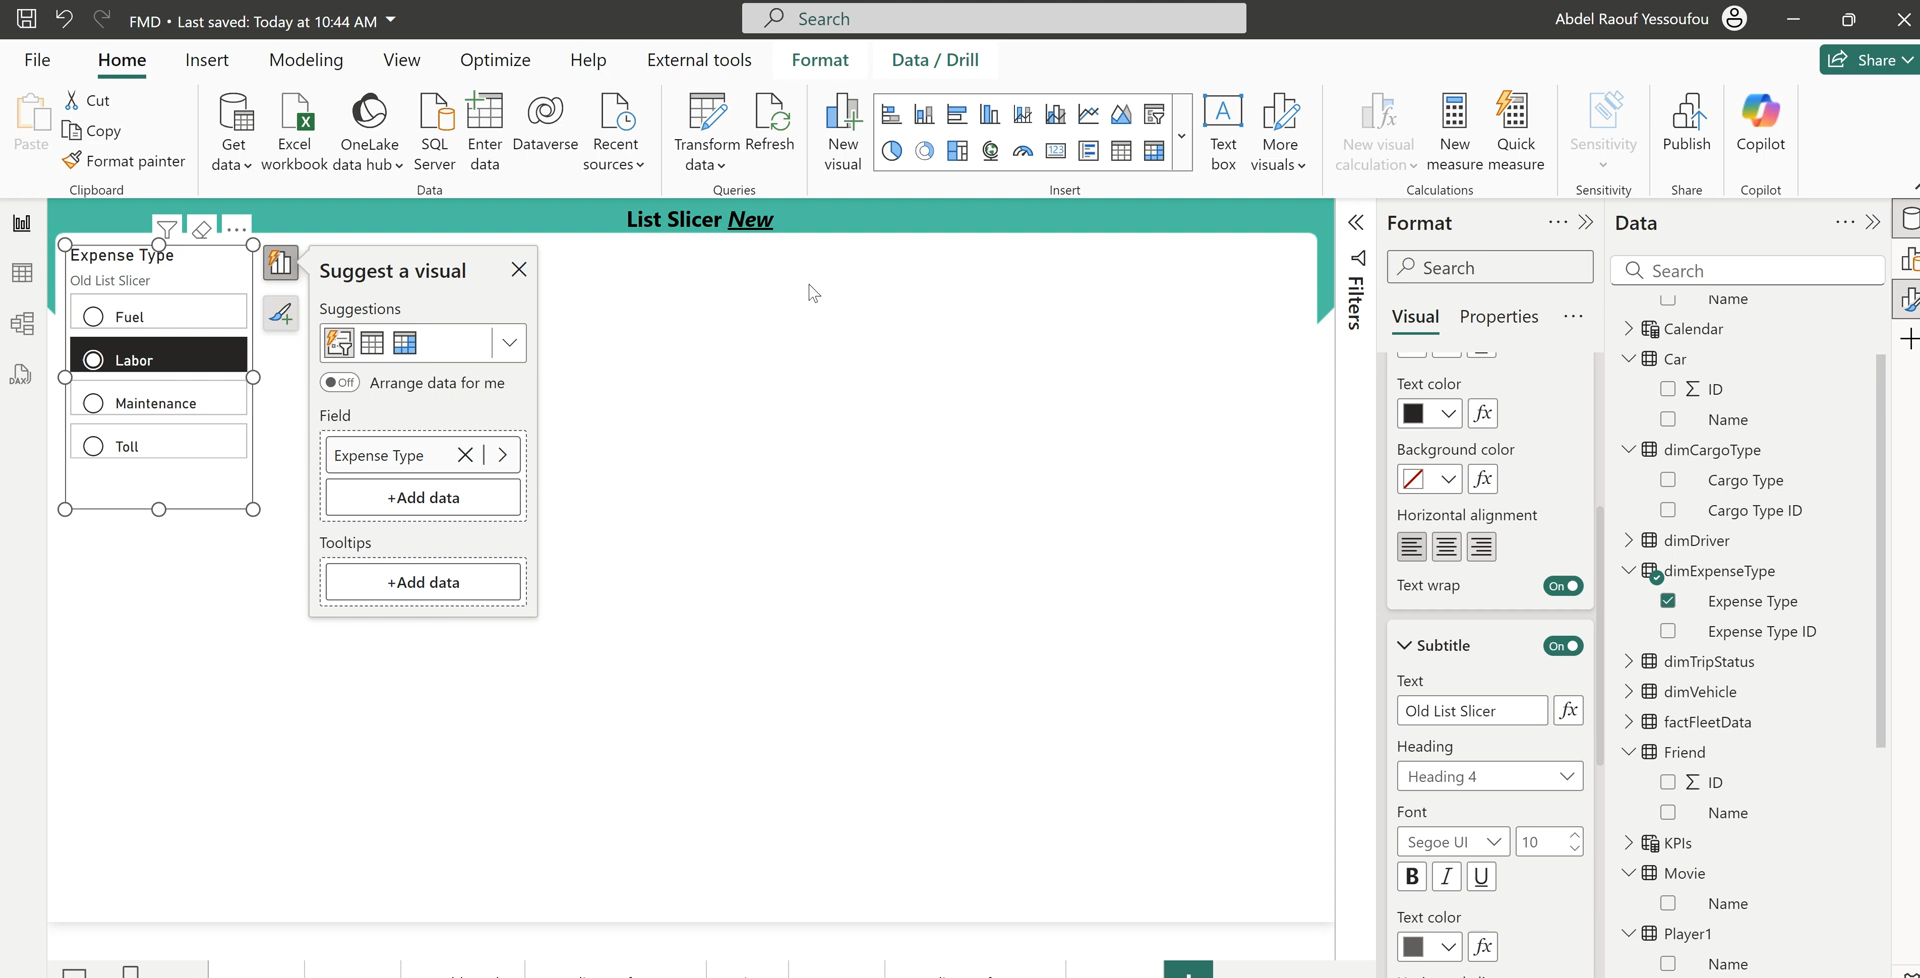 FMD • Last saved: Today at 10:44 AM
Search
Abdel Raouf Yessoufou
File
Home
Insert
Modeling
View
Optimize
Help
External tools
Format
Data / Drill
Share
Paste
Cut
Copy
Format painter
Clipboard
Get data
Excel workbook
OneLake data hub
SQL Server
Enter data
Dataverse
Recent sources
Data
Transform data
Refresh
Queries
New visual
Text box
More visuals
Insert
New visual calculation
New measure
Quick measure
Calculations
Sensitivity
Sensitivity
Publish
Share
Copilot
Copilot
List Slicer New
Expense Type
Old List Slicer
Fuel
Labor
Maintenance
Toll
Suggest a visual
Suggestions
Off
Arrange data for me
Field
Expense Type
+Add data
Tooltips
+Add data
Filters
Format
Search
Visual
Properties
Text color
fx
Background color
fx
Horizontal alignment
Text wrap
On
Subtitle
On
Text
Old List Slicer
fx
Heading
Heading 4
Font
Segoe UI
10
B
I
U
Text color
fx
Data
Search
Name
Calendar
Car
Σ ID
Name
dimCargoType
Cargo Type
Cargo Type ID
dimDriver
dimExpenseType
Expense Type
Expense Type ID
dimTripStatus
dimVehicle
factFleetData
Friend
Σ ID
Name
KPIs
Movie
Name
Player1
Name
DAX